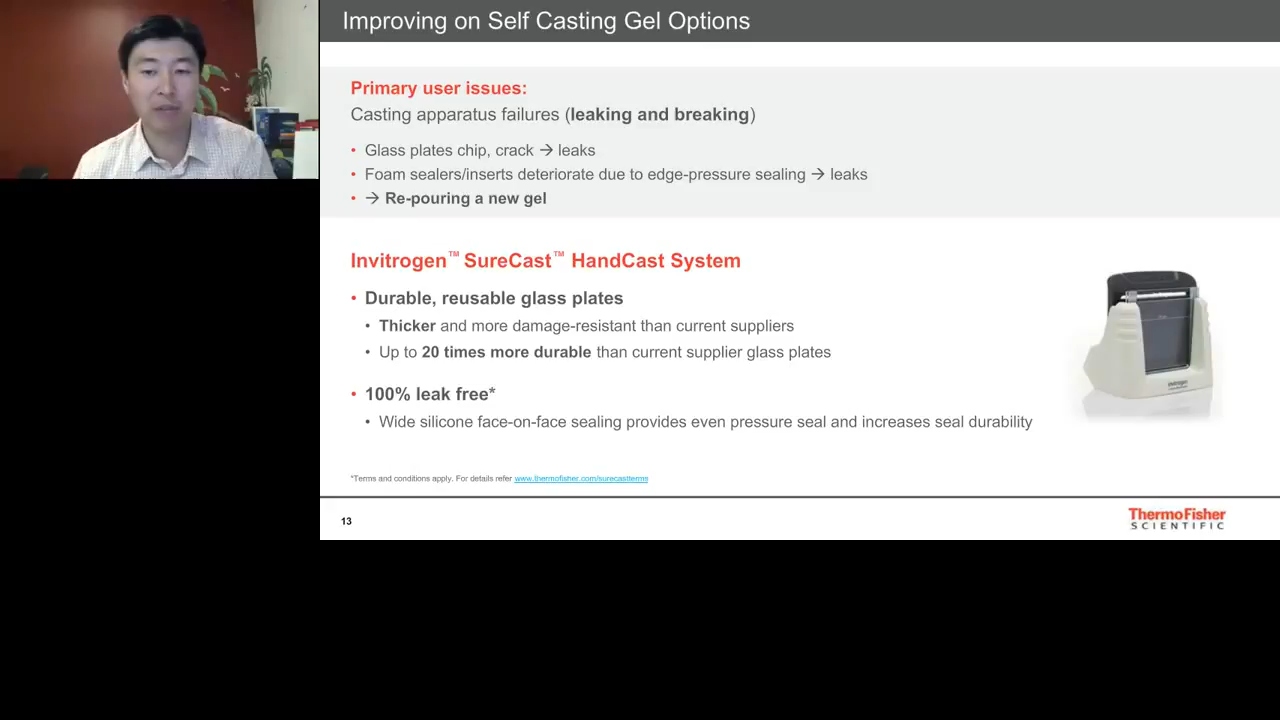 Improving on Self Casting Gel Options
Primary user issues:
Casting apparatus failures (leaking and breaking)
• Glass plates chip, crack → leaks
• Foam sealers/inserts deteriorate due to edge-pressure sealing → leaks
• → Re-pouring a new gel
Invitrogen™ SureCast™ HandCast System
• Durable, reusable glass plates
• Thicker and more damage-resistant than current suppliers
• Up to 20 times more durable than current supplier glass plates
• 100% leak free*
• Wide silicone face-on-face sealing provides even pressure seal and increases seal durability
invitrogen
*Terms and conditions apply. For details refer www.thermofisher.com/surecastterms
13
ThermoFisher
SCIENTIFIC